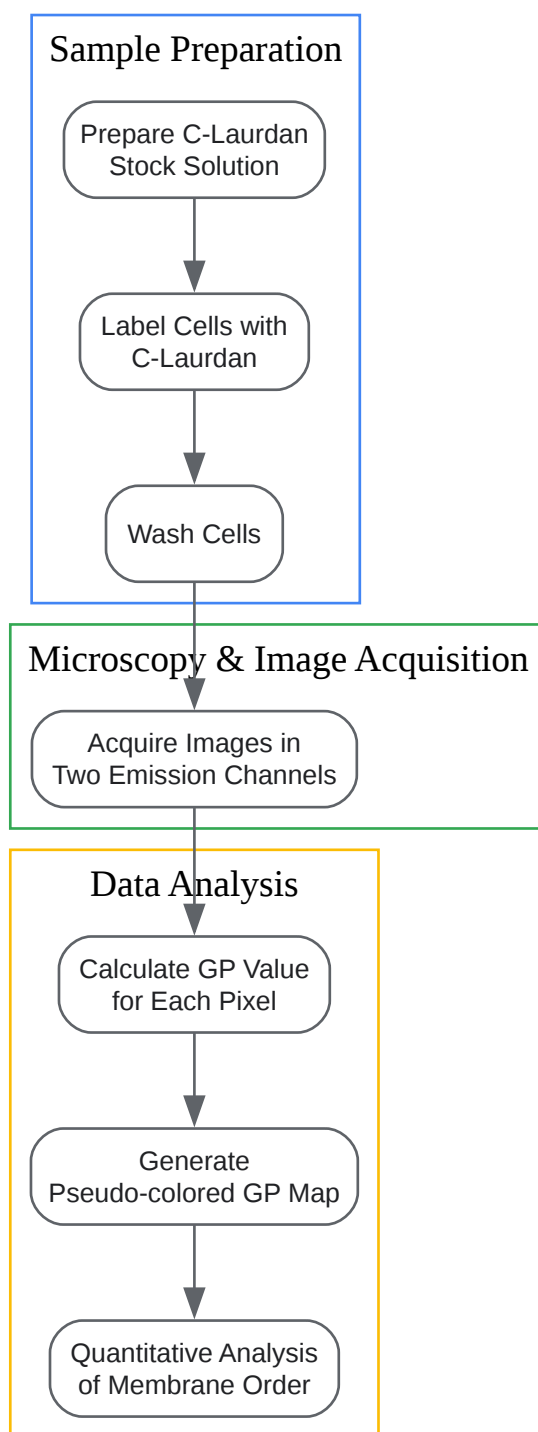 Sample Preparation
Prepare C-Laurdan
Stock Solution
Label Cells with
C-Laurdan
Wash Cells
Microscopy & Image Acquisition
Acquire Images in
Two Emission Channels
Data Analysis
Calculate GP Value
for Each Pixel
Generate
Pseudo-colored GP Map
Quantitative Analysis
of Membrane Order